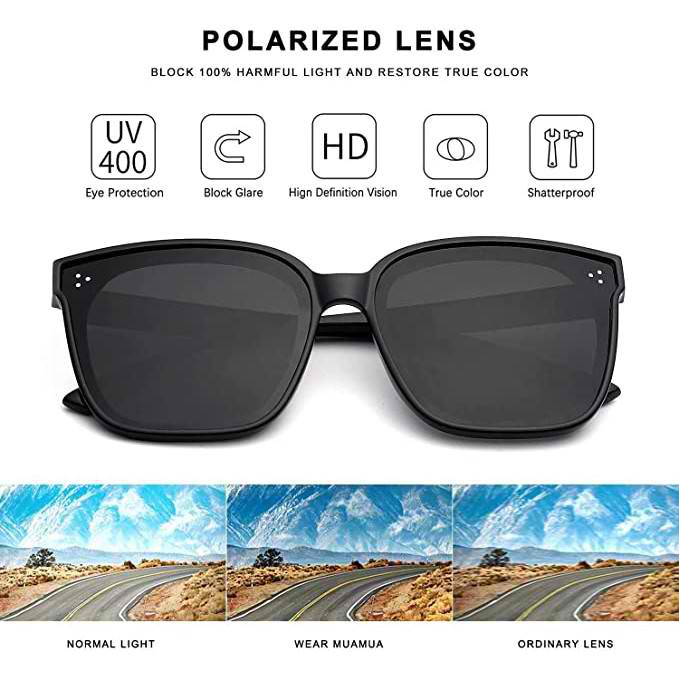 POLARIZED LENS
BLOCK 100% HARMFUL LIGHT AND RESTORE TRUE COLOR
UV
400
HD
Eye Protection
Block Glare
Hign Definition Vision
True Color
Shatterproof
NORMAL LIGHT
WEAR MUAMUA
ORDINARY LENS